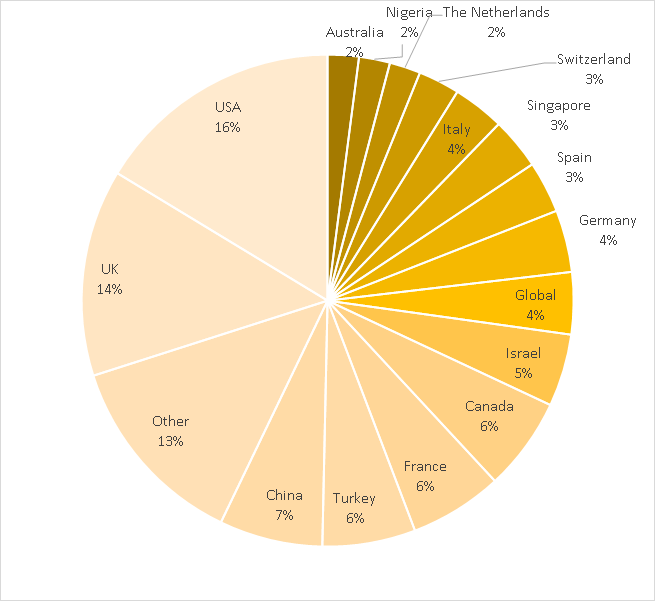 Nigeria
2%
The Netherlands
2%
Australia
2%
Switzerland
3%
Singapore
3%
Italy
4%
Spain
3%
Germany
4%
Global
4%
Israel
5%
Canada
6%
France
6%
Turkey
6%
China
7%
Other
13%
UK
14%
USA
16%